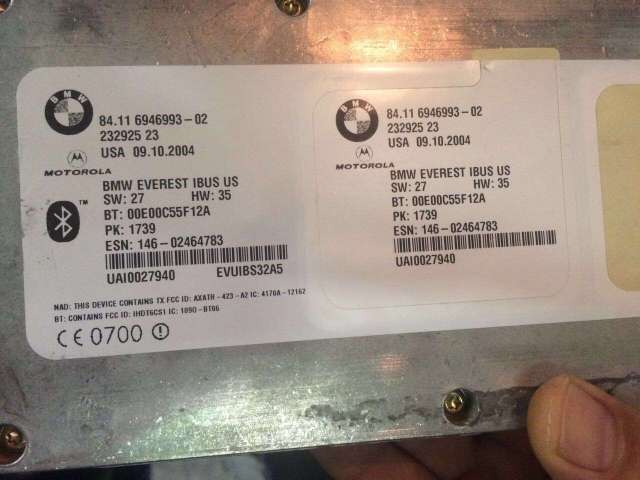 BMW
84.11 6946993-02
232925 23
USA 09.10.2004
MOTOROLA
BMW EVEREST IBUS US
SW: 27 HW: 35
BT: 00E00C55F12A
PK: 1739
ESN: 146-02464783
UAI0027940 EVUIBS32A5
NAD: THIS DEVICE CONTAINS TX FCC ID: AXATR-423-A2 IC: 4170A-12162
BT: CONTAINS FCC ID: IHDT6CS1 IC: 1090-BT66
CE 0700
BMW
84.11 6946993-02
232925 23
USA 09.10.2004
MOTOROLA
BMW EVEREST IBUS US
SW: 27 HW: 35
BT: 00E00C55F12A
PK: 1739
ESN: 146-02464783
UAI0027940